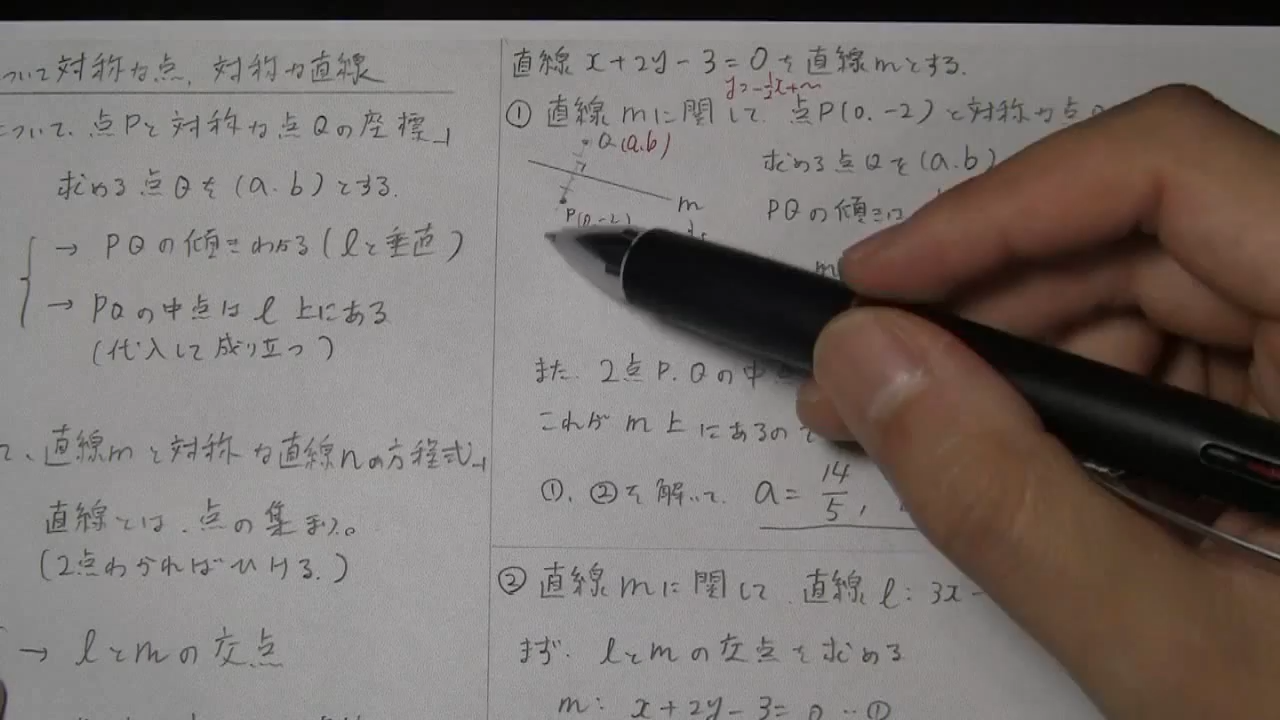 ついて対称な点、対称な直線
について、点Pと対称な点Qの座標
求める点Qを(a.b)とする.
→ PQの傾きわかる(lと垂直)
→ PQの中点はl上にある
(代入して成り立つ)
て、直線mと対称な直線nの方程式
直線とは、点の集まり。
(2点わかればひける.)
→ lとmの交点
直線 x+2y-3=0を直線mとする.
y=-1/2x+n
① 直線mに関して 点P(0.-2)と対称な点
Q(a.b)
求める点Qを(a.b)
m
PQの傾きは
P(0.-2)
また、2点P.Qの中
これがm上にあるので
①、②を解いて、a= 14/5,
② 直線mに関して、直線l: 3x-
まず、lとmの交点を求める
m: x+2y-3=0 …①